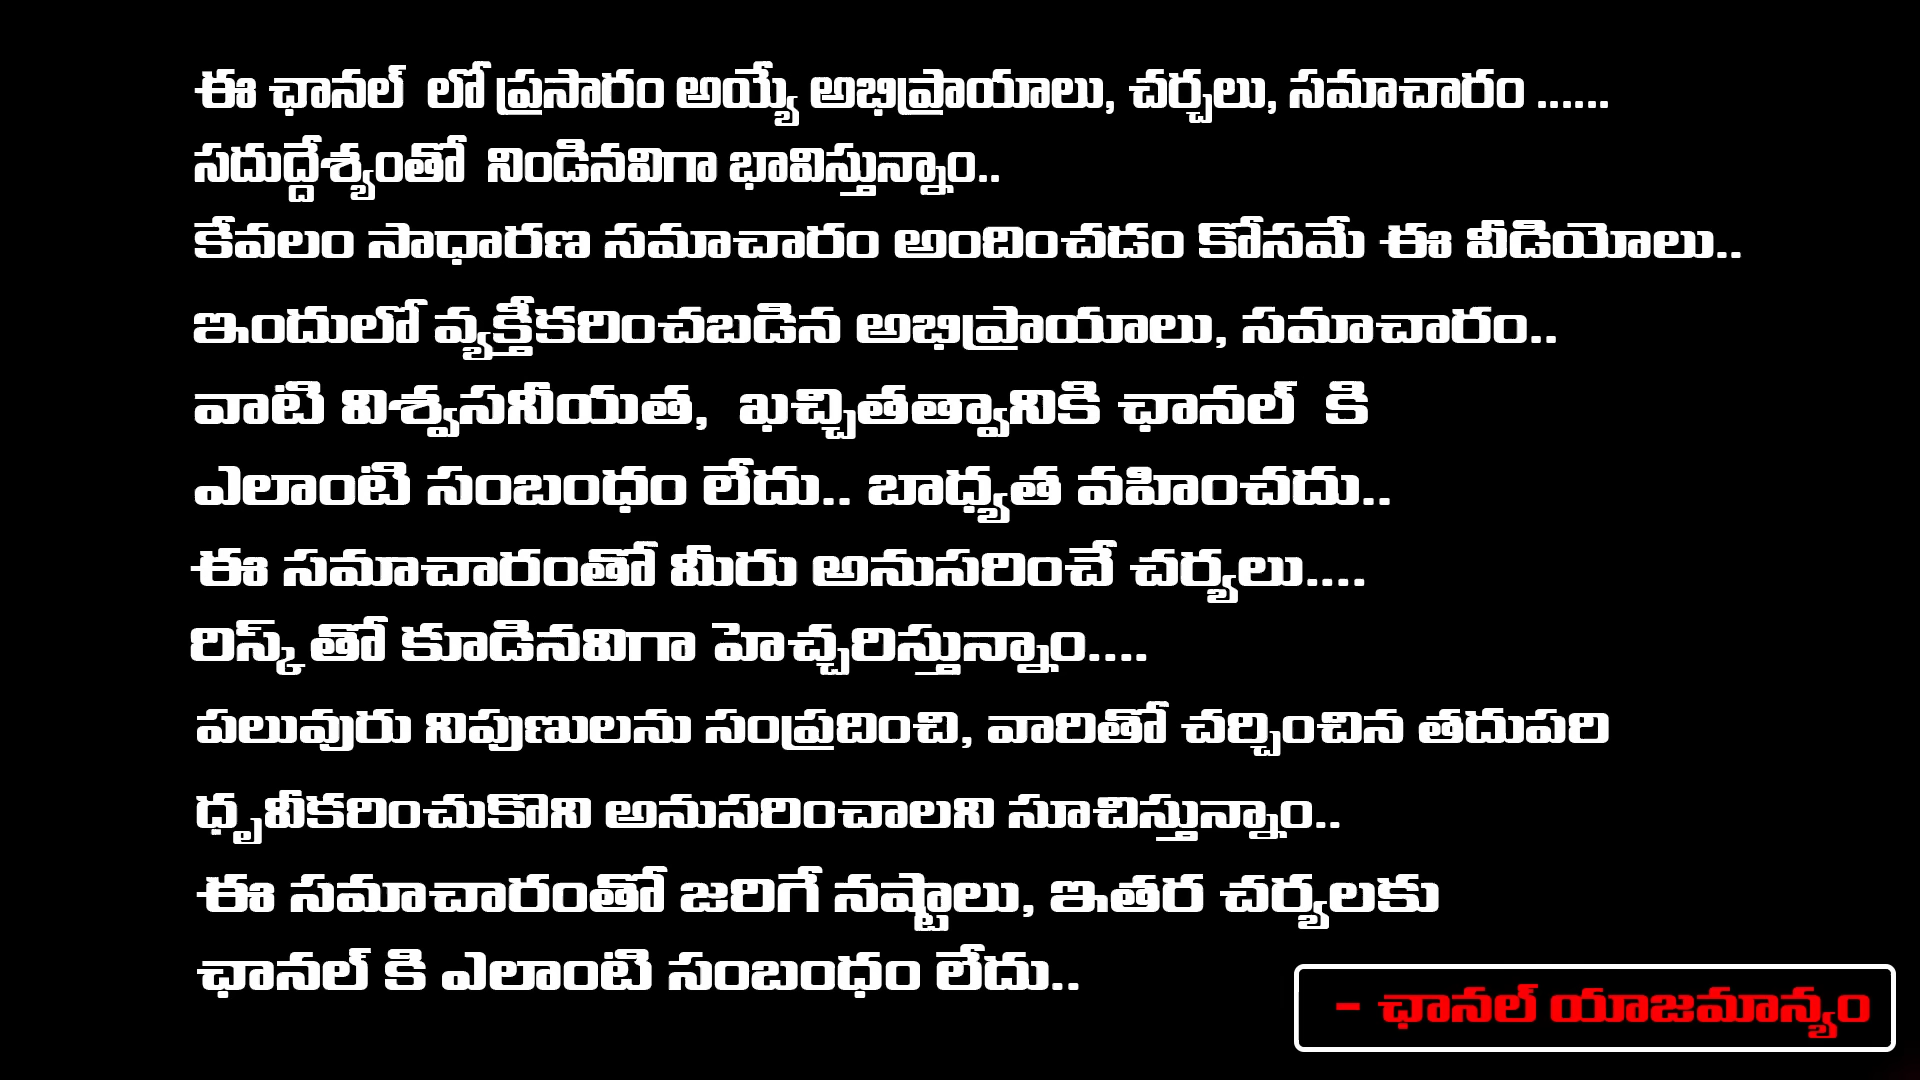 ఈ ఛానల్ లో ప్రసారం అయ్యే అభిప్రాయాలు, చర్చలు, సమాచారం ......
సదుద్దేశ్యంతో నిండినవిగా భావిస్తున్నాం..
కేవలం సాధారణ సమాచారం అందించడం కోసమే ఈ వీడియోలు..
ఇందులో వ్యక్తీకరించబడిన అభిప్రాయాలు, సమాచారం..
వాటి విశ్వసనీయత, ఖచ్చితత్వానికి ఛానల్ కి
ఎలాంటి సంబంధం లేదు.. బాధ్యత వహించదు..
ఈ సమాచారంతో మీరు అనుసరించే చర్యలు....
రిస్క్ తో కూడినవిగా హెచ్చరిస్తున్నాం....
పలువురు నిపుణులను సంప్రదించి, వారితో చర్చించిన తదుపరి
ధృవీకరించుకొని అనుసరించాలని సూచిస్తున్నాం..
ఈ సమాచారంతో జరిగే నష్టాలు, ఇతర చర్యలకు
ఛానల్ కి ఎలాంటి సంబంధం లేదు..
- ఛానల్ యాజమాన్యం